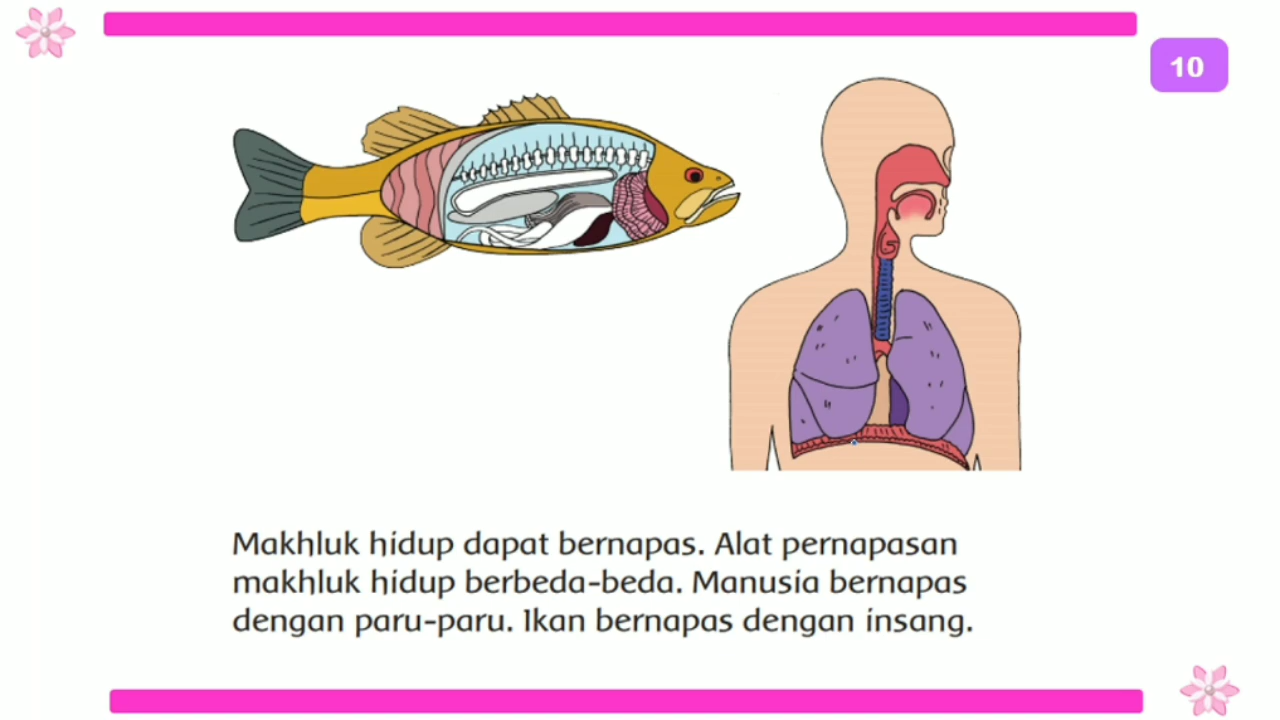 10
Makhluk hidup dapat bernapas. Alat pernapasan
makhluk hidup berbeda-beda. Manusia bernapas
dengan paru-paru. Ikan bernapas dengan insang.